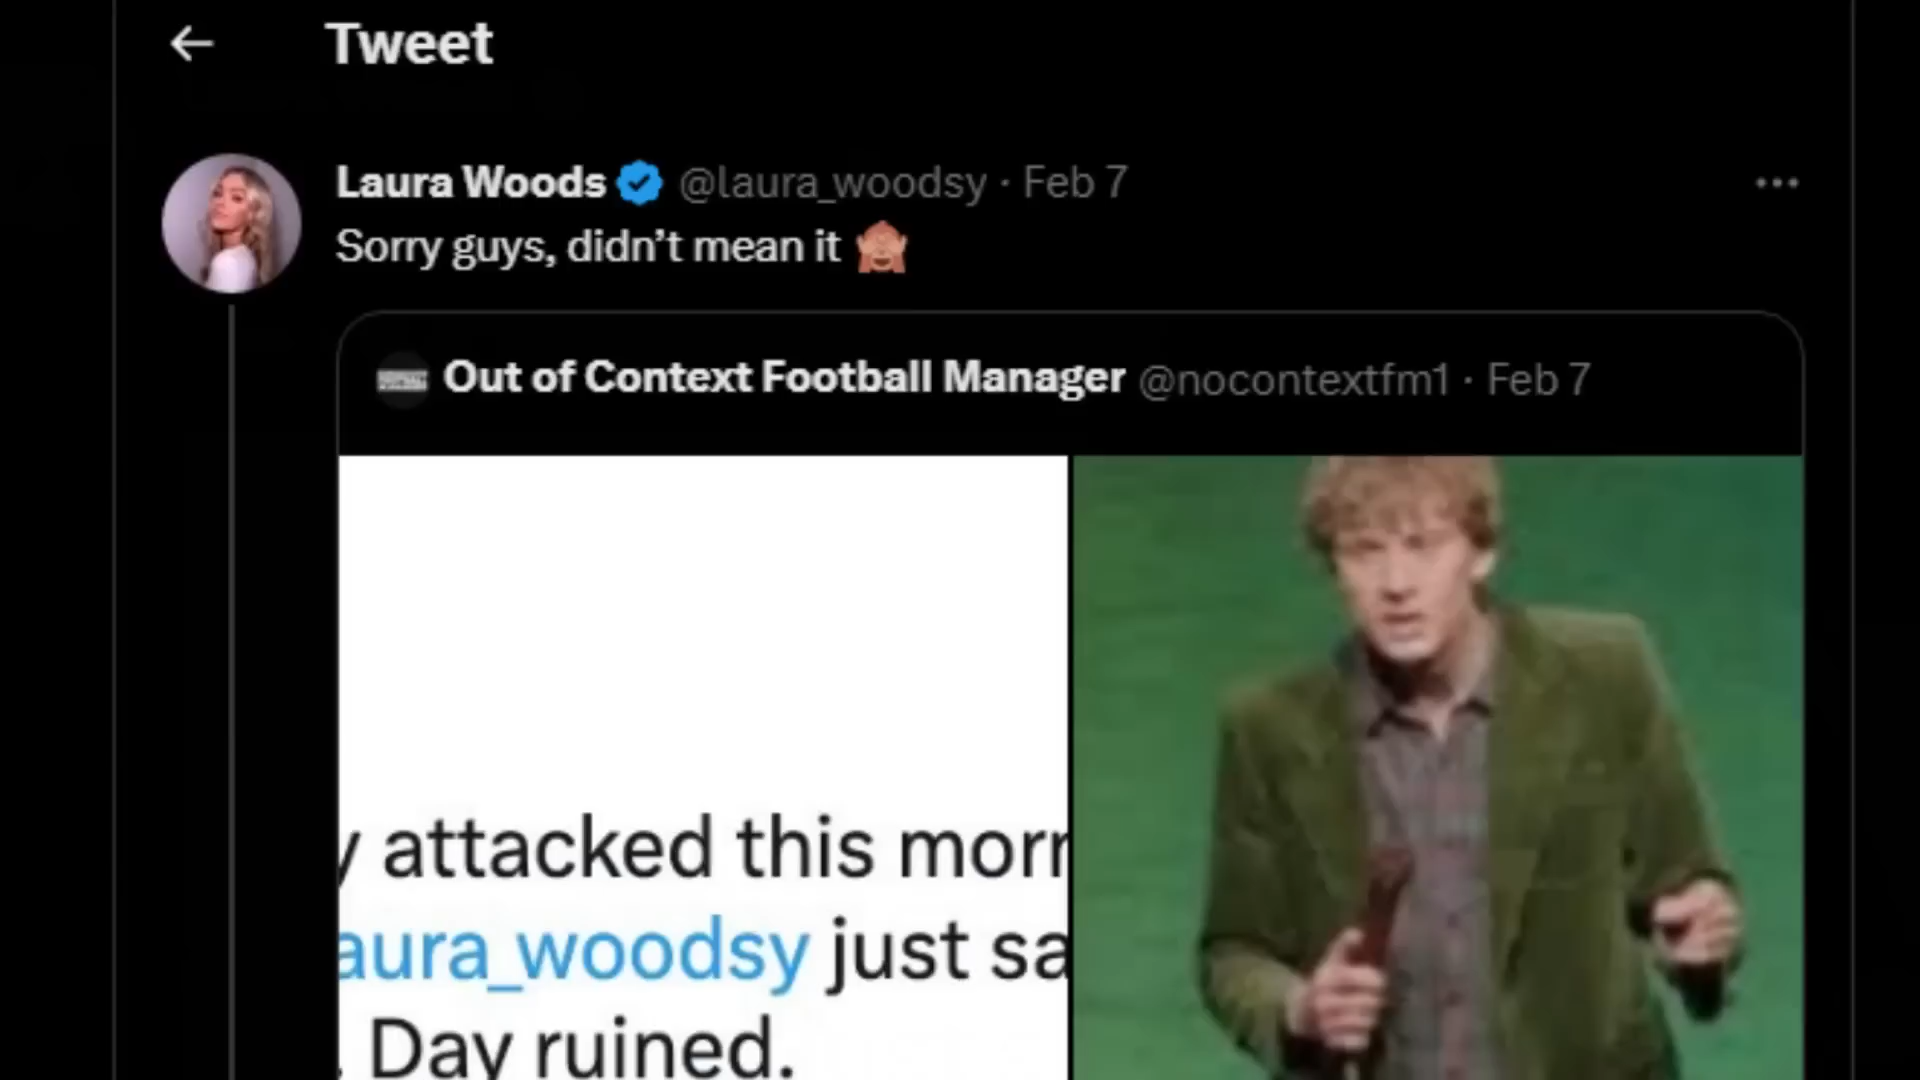 Tweet
Laura Woods @laura_woodsy · Feb 7
Sorry guys, didn't mean it 🙈
Out of Context Football Manager @nocontextfm1 · Feb 7
y attacked this morn
aura_woodsy just sa
. Day ruined.